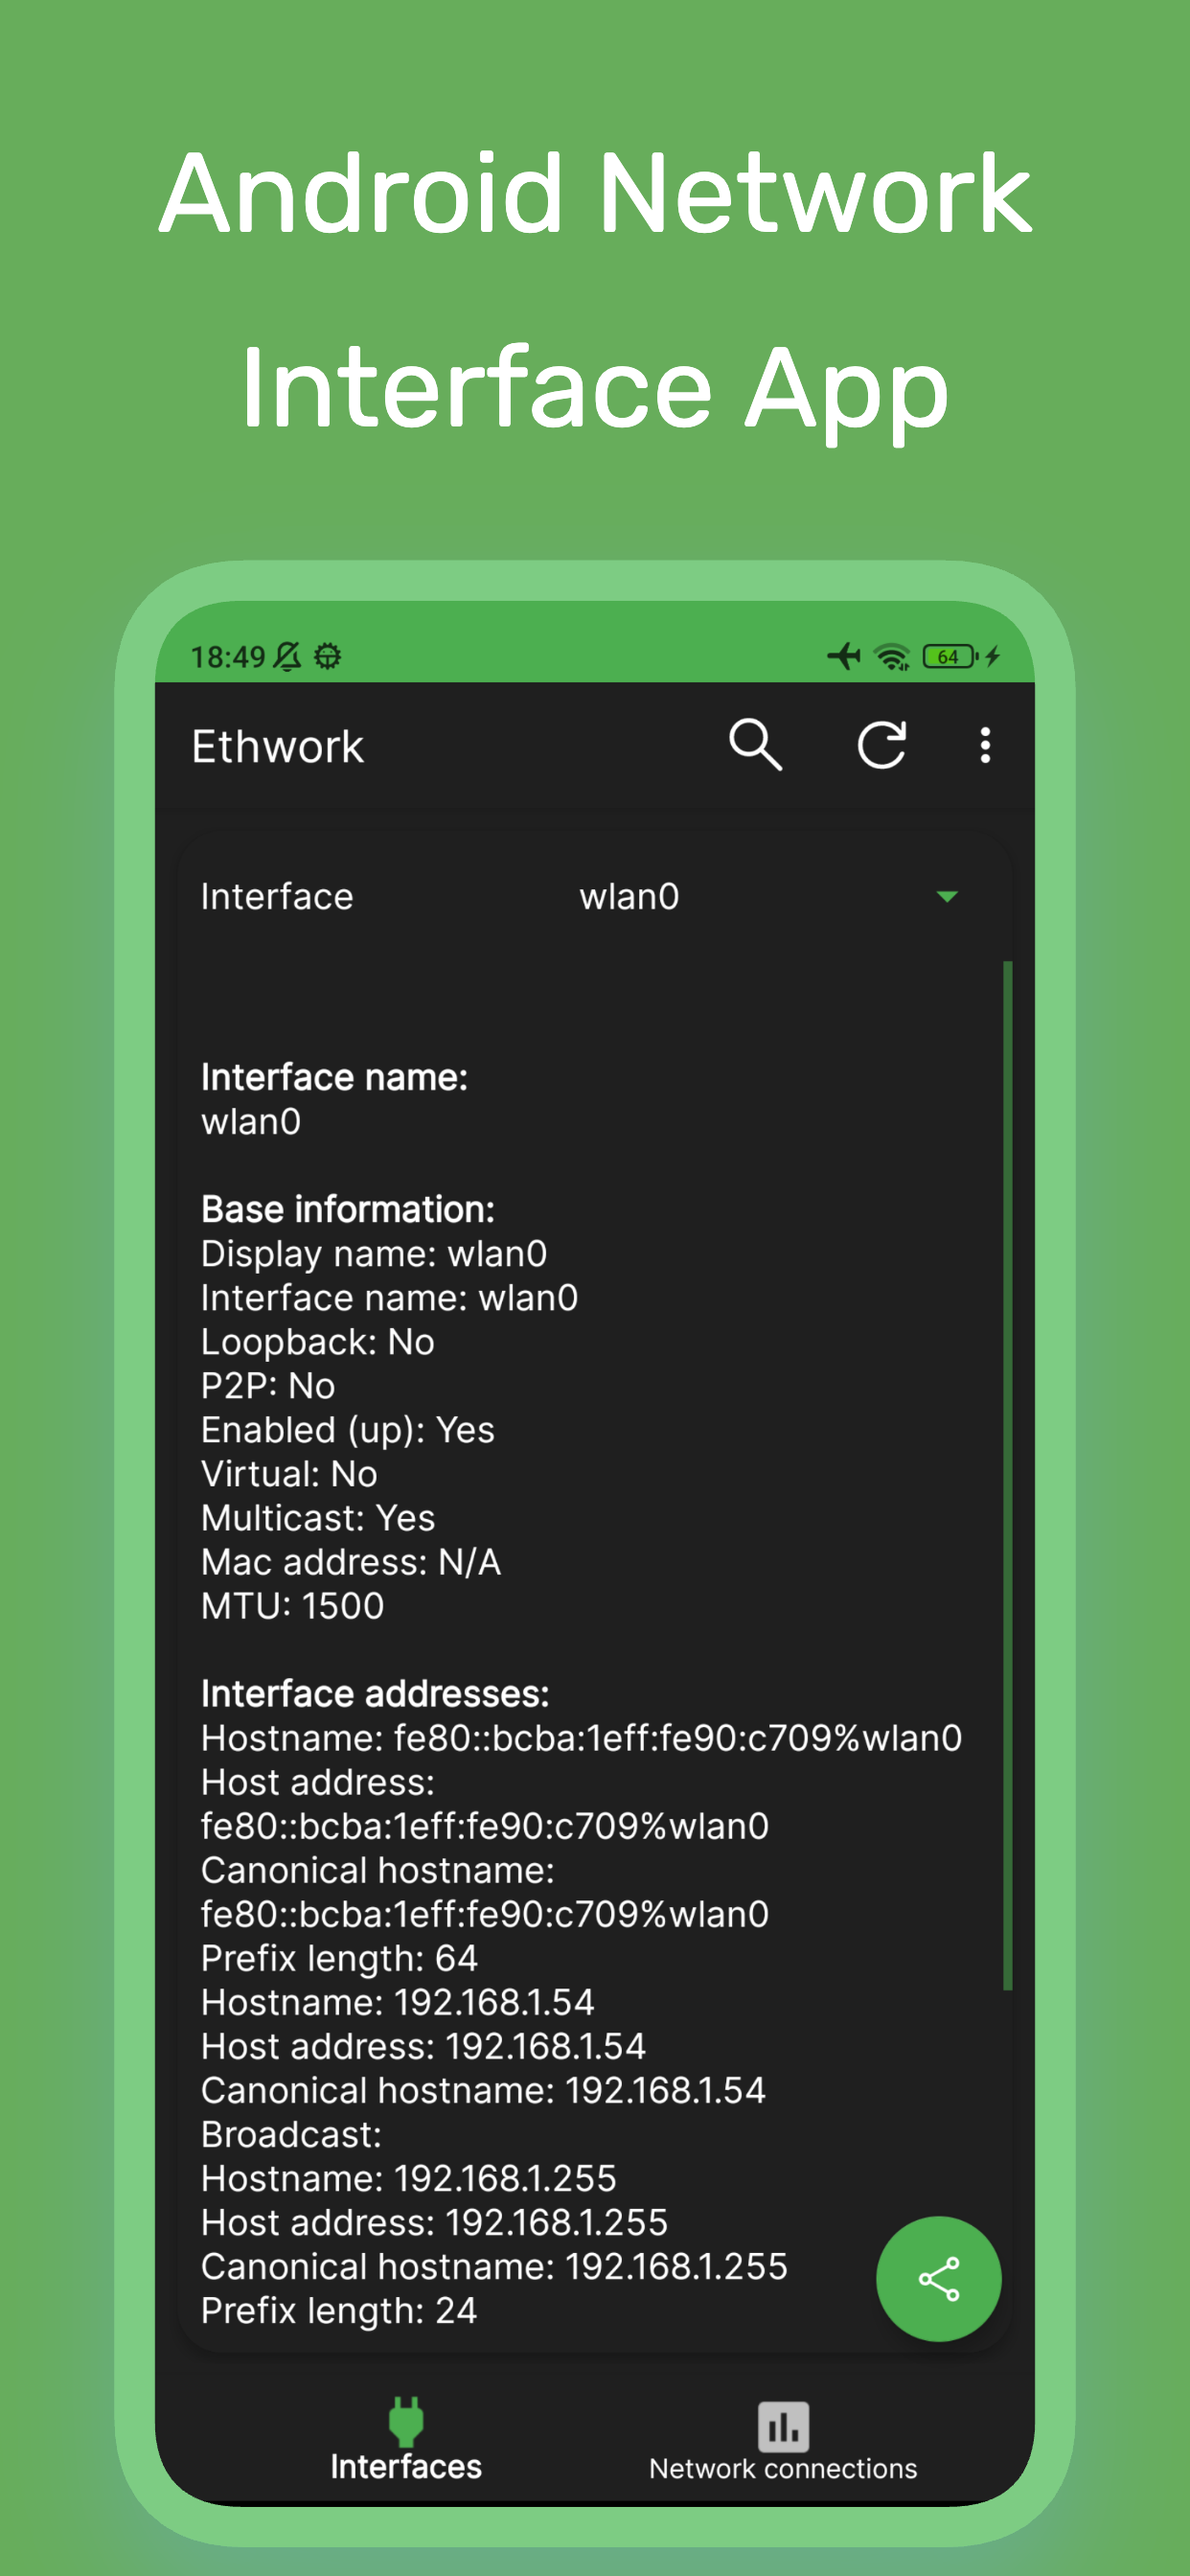 Android Network
Interface App
18:49
64
Ethwork
Interface wlan0
Interface name:
wlan0
Base information:
Display name: wlan0
Interface name: wlan0
Loopback: No
P2P: No
Enabled (up): Yes
Virtual: No
Multicast: Yes
Mac address: N/A
MTU: 1500
Interface addresses:
Hostname: fe80::bcba:1eff:fe90:c709%wlan0
Host address:
fe80::bcba:1eff:fe90:c709%wlan0
Canonical hostname:
fe80::bcba:1eff:fe90:c709%wlan0
Prefix length: 64
Hostname: 192.168.1.54
Host address: 192.168.1.54
Canonical hostname: 192.168.1.54
Broadcast:
Hostname: 192.168.1.255
Host address: 192.168.1.255
Canonical hostname: 192.168.1.255
Prefix length: 24
Interfaces
Network connections